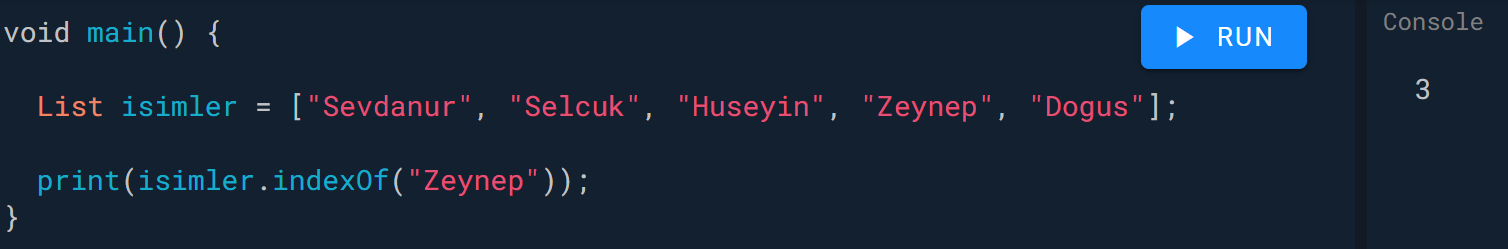 void main() {
RUN
Console
List isimler = ["Sevdanur", "Selcuk", "Huseyin", "Zeynep", "Dogus"];
3
print(isimler.indexOf("Zeynep"));
}